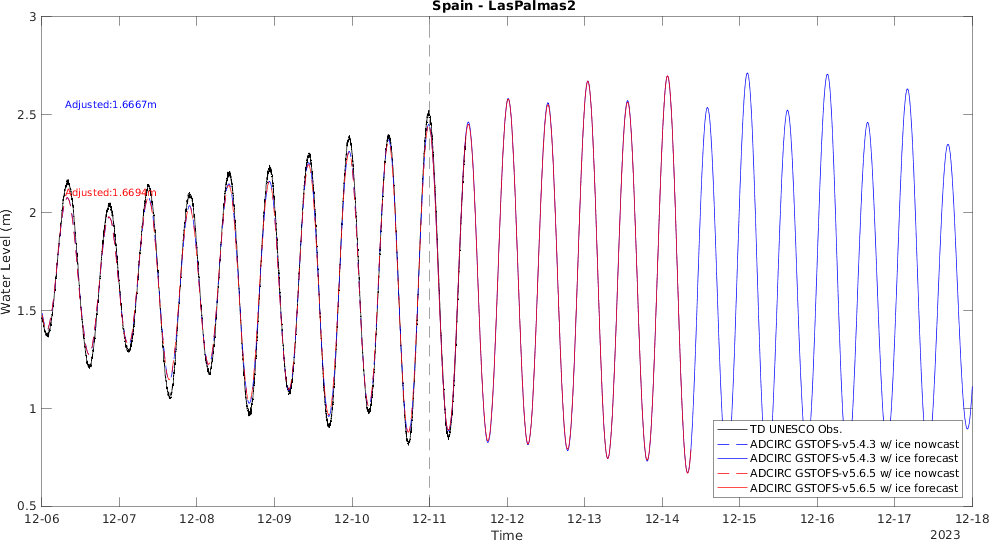 Spain - LasPalmas2
3
2.5
2
1.5
1
0.5
Water Level (m)
Adjusted:1.6667m
Adjusted:1.6694m
TD UNESCO Obs.
ADCIRC GSTOFS-v5.4.3 w/ ice nowcast
ADCIRC GSTOFS-v5.4.3 w/ ice forecast
ADCIRC GSTOFS-v5.6.5 w/ ice nowcast
ADCIRC GSTOFS-v5.6.5 w/ ice forecast
12-06 12-07 12-08 12-09 12-10 12-11 12-12 12-13 12-14 12-15 12-16 12-17 12-18
Time
2023